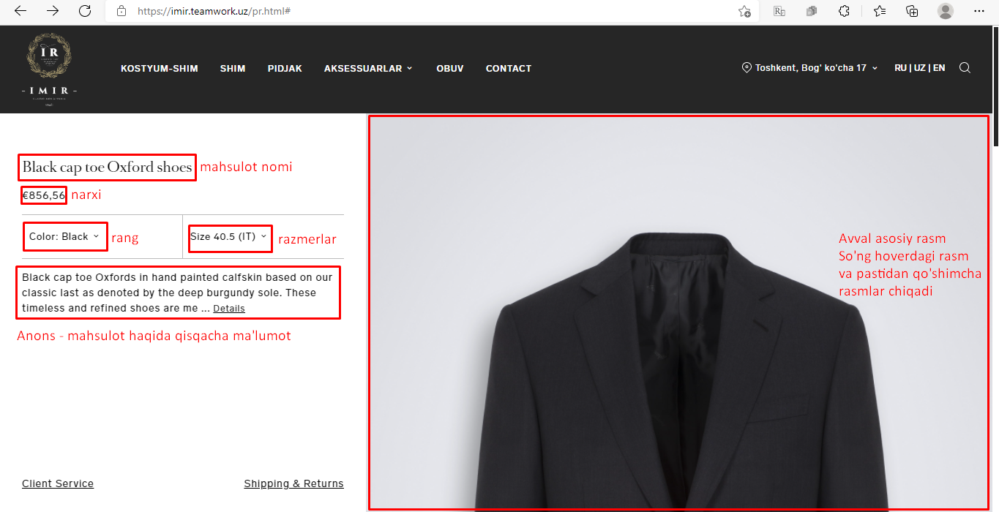 https://imir.teamwork.uz/pr.html#
IR
- IMIR -
KOSTYUM-SHIM SHIM PIDJAK AKSESSUARLAR OBUV CONTACT
Toshkent, Bog' ko'cha 17 RU | UZ | EN
Black cap toe Oxford shoes mahsulot nomi
€856,56 narxi
Color: Black rang Size 40.5 (IT) razmerlar
Black cap toe Oxfords in hand painted calfskin based on our
classic last as denoted by the deep burgundy sole. These
timeless and refined shoes are me ... Details
Anons - mahsulot haqida qisqacha ma'lumot
Client Service Shipping & Returns
Avval asosiy rasm
So'ng hoverdagi rasm
va pastidan qo'shimcha
rasmlar chiqadi